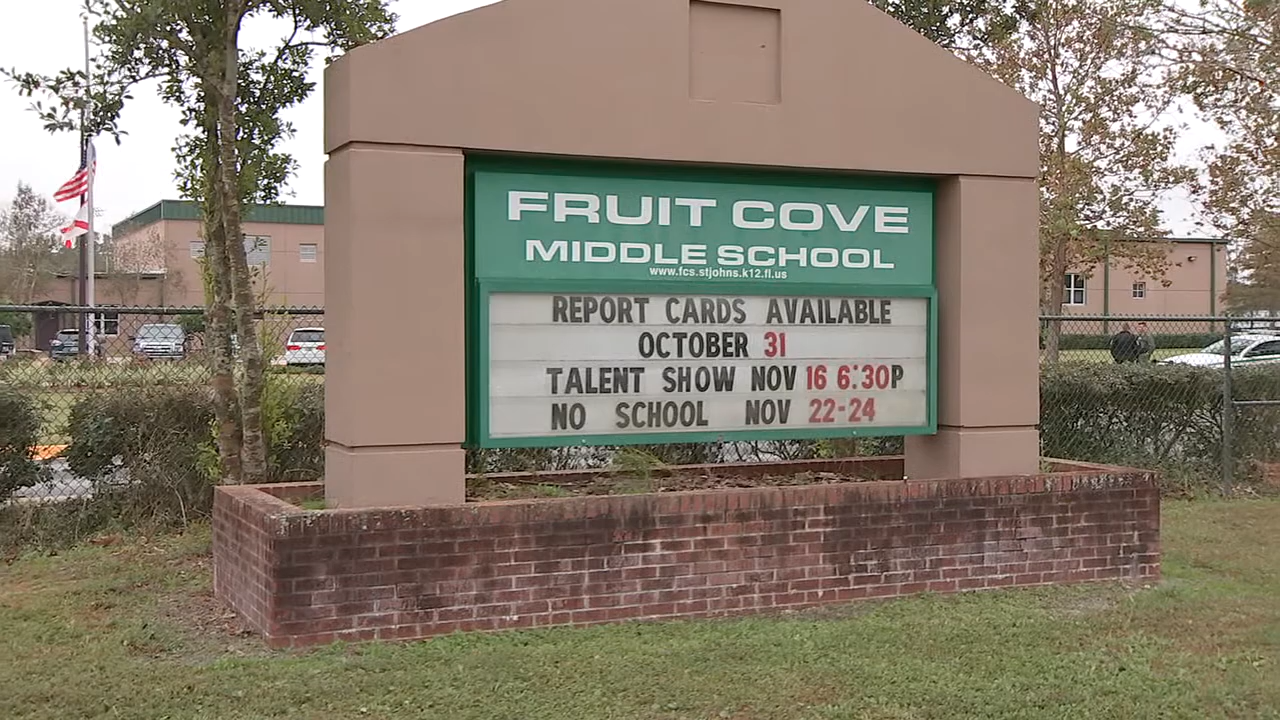 FRUIT COVE
MIDDLE SCHOOL
www.fcs.stjohns.k12.fl.us
REPORT CARDS AVAILABLE
OCTOBER 31
TALENT SHOW NOV 16 6:30P
NO SCHOOL NOV 22-24